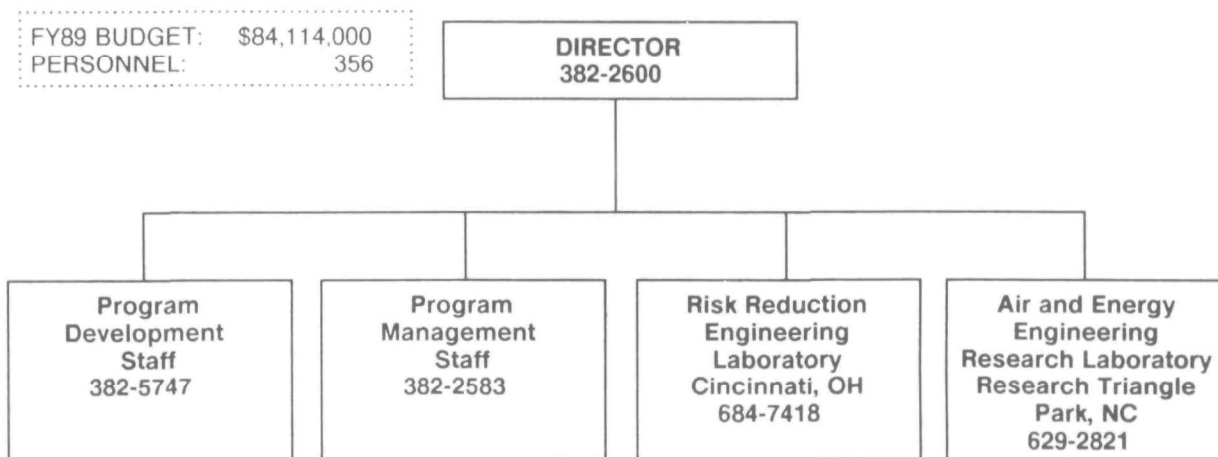 FY89 BUDGET: $84,114,000
PERSONNEL: 356
DIRECTOR
382-2600
Program
Development
Staff
382-5747
Program
Management
Staff
382-2583
Risk Reduction
Engineering
Laboratory
Cincinnati, OH
684-7418
Air and Energy
Engineering
Research Laboratory
Research Triangle
Park, NC
629-2821